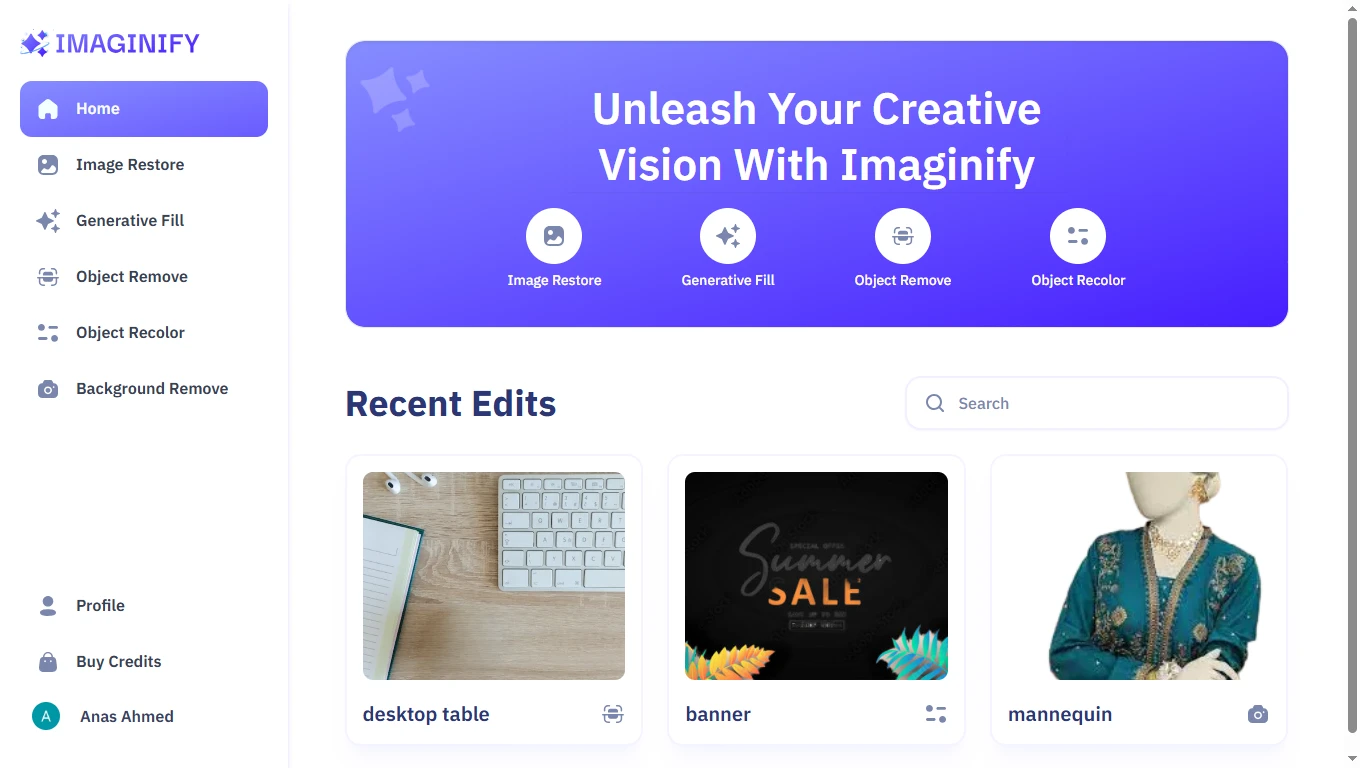 IMAGINIFY
Home
Image Restore
Generative Fill
Object Remove
Object Recolor
Background Remove
Profile
Buy Credits
A
Anas Ahmed
Unleash Your Creative
Vision With Imaginify
Image Restore
Generative Fill
Object Remove
Object Recolor
Recent Edits
Search
SPECIAL OFFER
Summer
SALE
desktop table
banner
mannequin